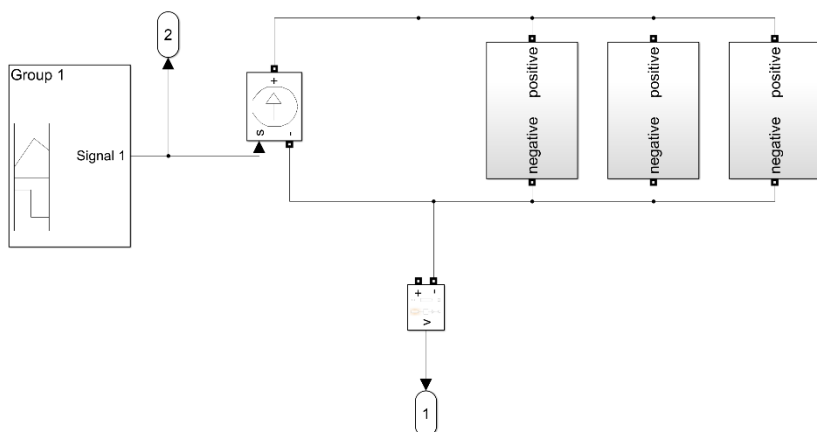 2
Group 1
Signal 1
+
s
-
positive
negative
positive
negative
positive
negative
+
-
v
1